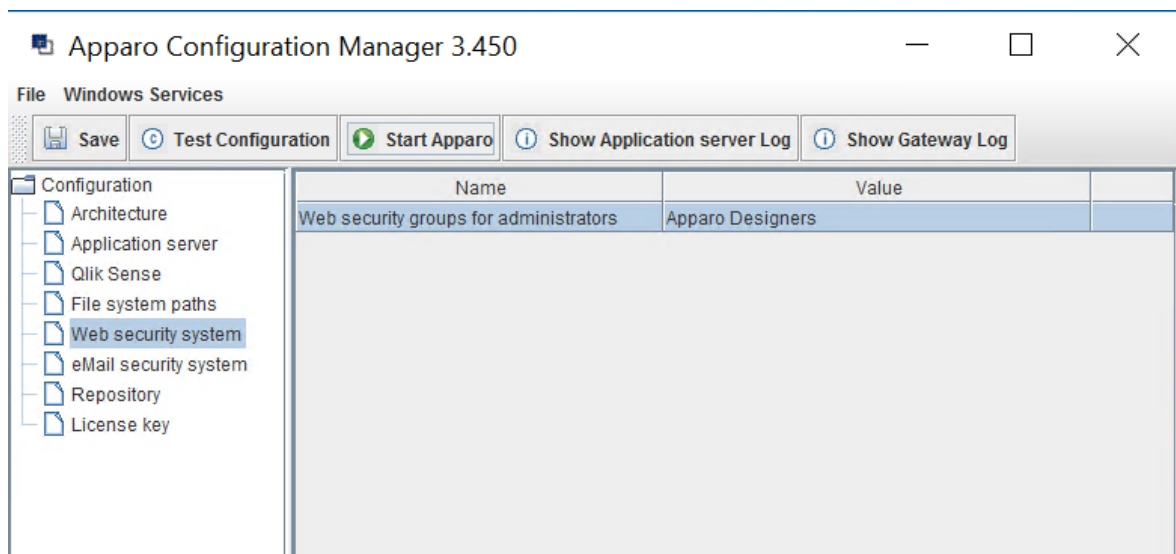 Apparo Configuration Manager 3.450
File Windows Services
Save Test Configuration Start Apparo Show Application server Log Show Gateway Log
Configuration
Architecture
Application server
Qlik Sense
File system paths
Web security system
eMail security system
Repository
License key
Name Value
Web security groups for administrators Apparo Designers